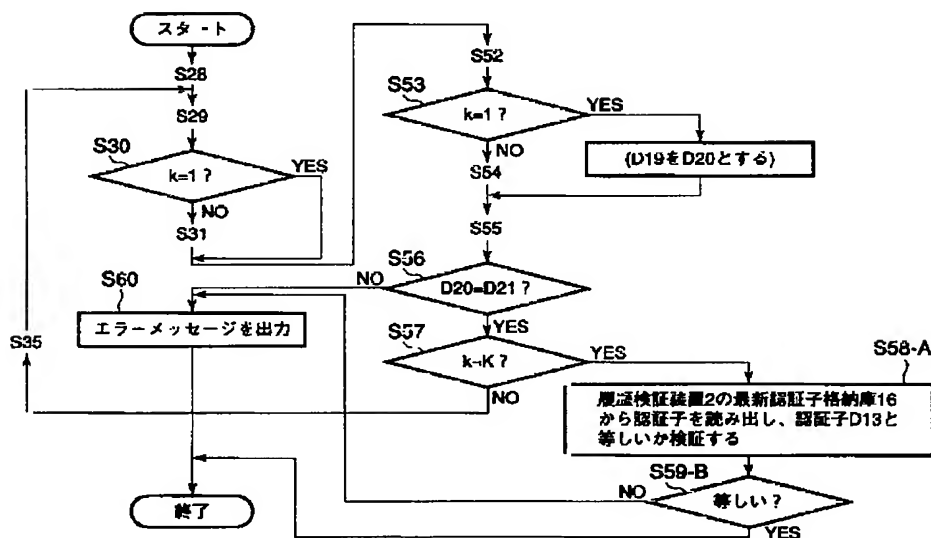 スタート
S28
S29
S30
k=1?
YES
NO
S31
S35
S60
エラーメッセージを出力
終了
S52
S53
k=1?
YES
NO
(D19をD20とする)
S54
S55
S56
NO
D20=D21?
YES
S57
k=K?
YES
NO
S58-A
履歴検証装置2の最新認証子格納庫16
から認証子を読み出し、認証子D13と
等しいか検証する
S59-B
NO
等しい?
YES